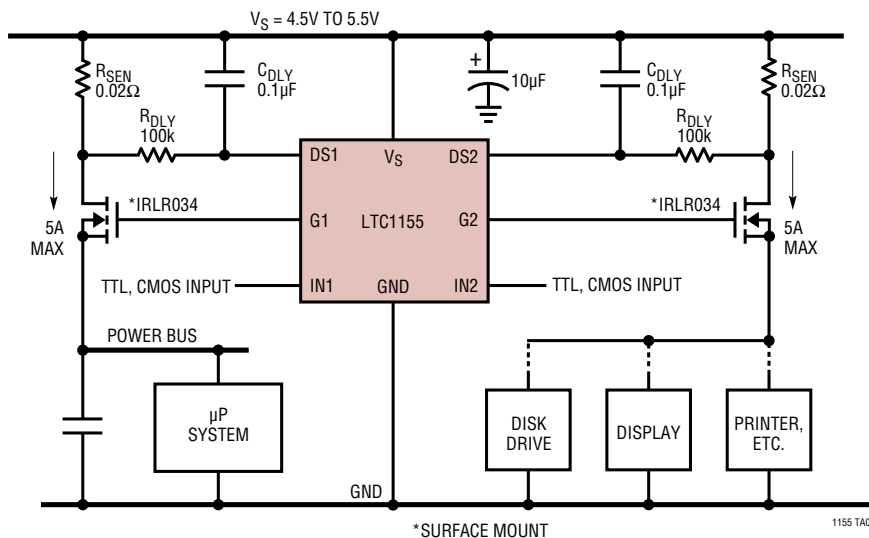 V_S = 4.5V TO 5.5V
R_SEN
0.02Ω
C_DLY
0.1µF
+
10µF
C_DLY
0.1µF
R_SEN
0.02Ω
R_DLY
100k
R_DLY
100k
DS1
V_S
DS2
*IRLR034
G1
LTC1155
G2
*IRLR034
5A
MAX
5A
MAX
TTL, CMOS INPUT
IN1
GND
IN2
TTL, CMOS INPUT
POWER BUS
µP
SYSTEM
DISK
DRIVE
DISPLAY
PRINTER,
ETC.
GND
*SURFACE MOUNT
1155